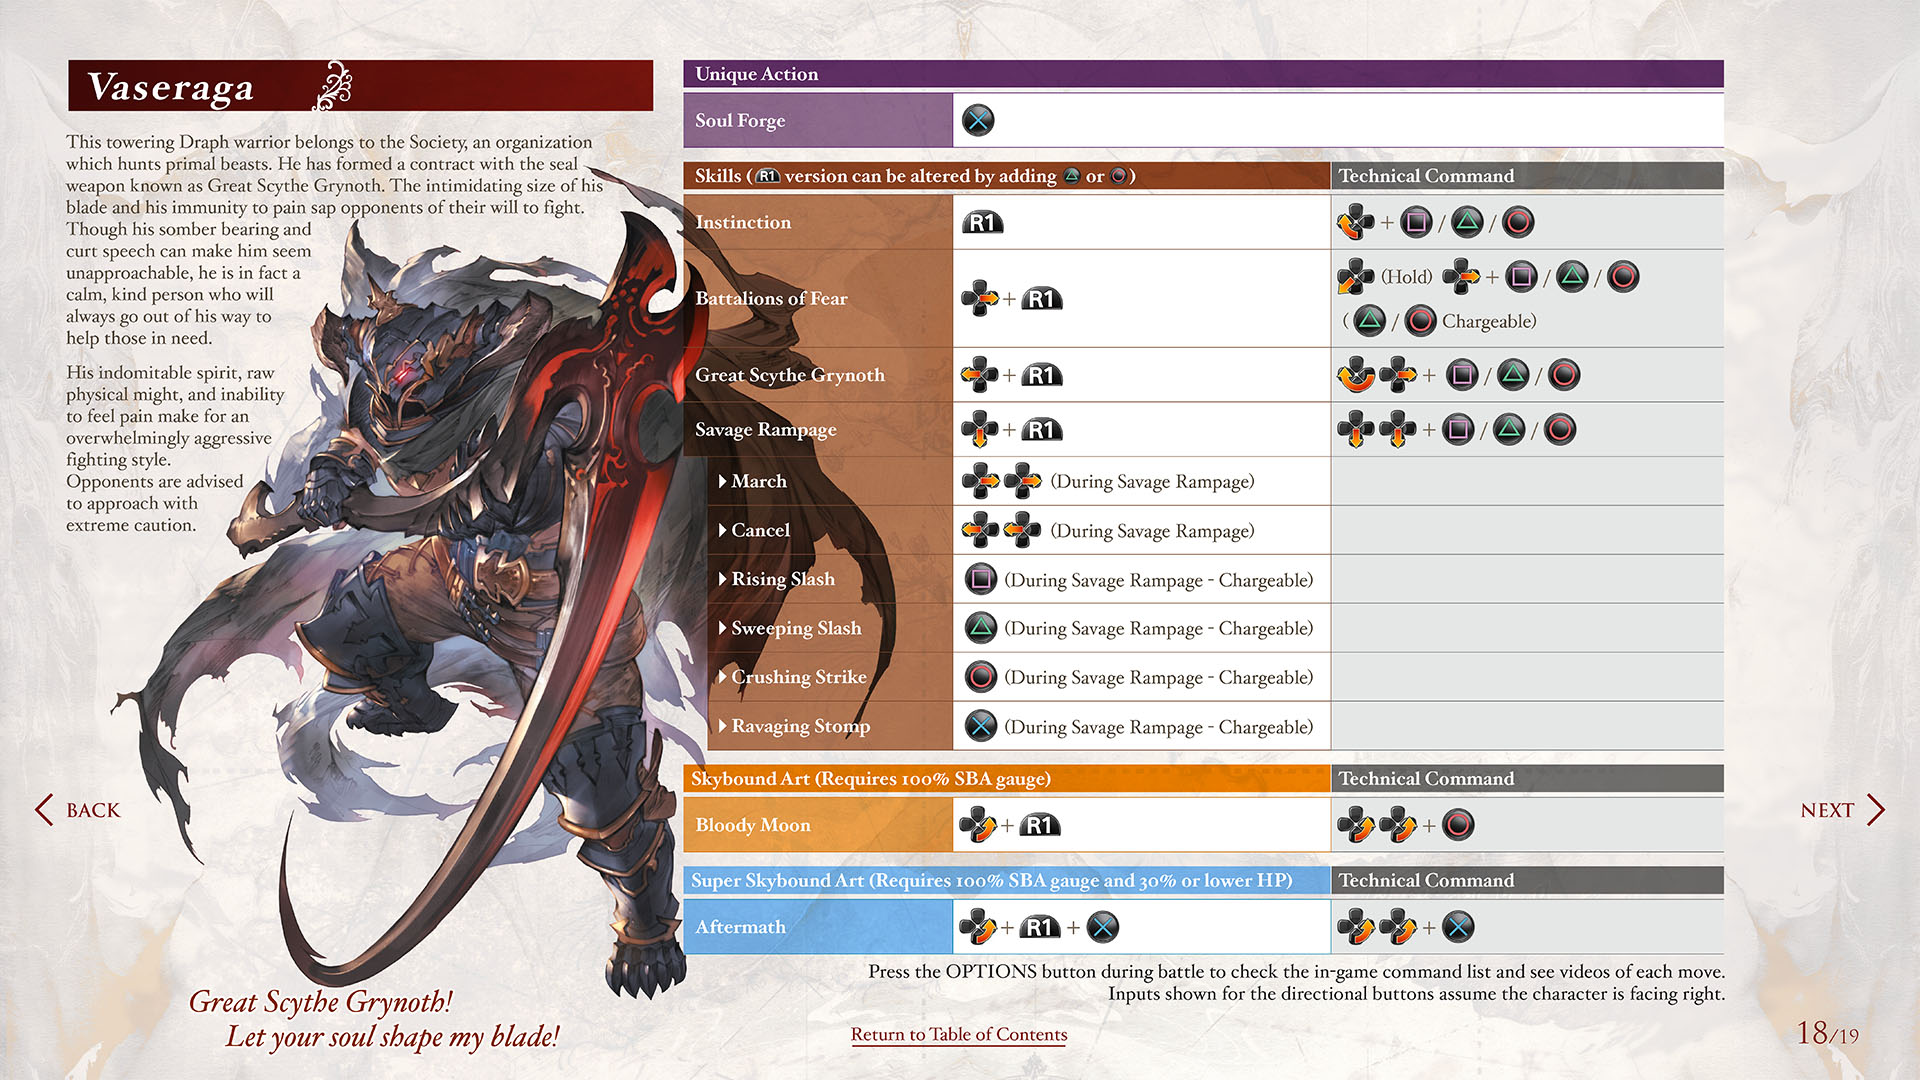 Vaseraga
This towering Draph warrior belongs to the Society, an organization
which hunts primal beasts. He has formed a contract with the seal
weapon known as Great Scythe Grynoth. The intimidating size of his
blade and his immunity to pain sap opponents of their will to fight.
Though his somber bearing and
curt speech can make him seem
unapproachable, he is in fact a
calm, kind person who will
always go out of his way to
help those in need.
His indomitable spirit, raw
physical might, and inability
to feel pain make for an
overwhelmingly aggressive
fighting style.
Opponents are advised
to approach with
extreme caution.
Great Scythe Grynoth!
Let your soul shape my blade!
Unique Action
Soul Forge
Skills (R1 version can be altered by adding △ or ○) Technical Command
Instinction R1 + □ / △ / ○
Battalions of Fear + R1 (Hold) + □ / △ / ○
(△ / ○ Chargeable)
Great Scythe Grynoth + R1 + □ / △ / ○
Savage Rampage + R1 + □ / △ / ○
March (During Savage Rampage)
Cancel (During Savage Rampage)
Rising Slash □ (During Savage Rampage - Chargeable)
Sweeping Slash △ (During Savage Rampage - Chargeable)
Crushing Strike ○ (During Savage Rampage - Chargeable)
Ravaging Stomp ✕ (During Savage Rampage - Chargeable)
Skybound Art (Requires 100% SBA gauge) Technical Command
Bloody Moon + R1 + ○
Super Skybound Art (Requires 100% SBA gauge and 30% or lower HP) Technical Command
Aftermath + R1 + ✕ + ✕
Press the OPTIONS button during battle to check the in-game command list and see videos of each move.
Inputs shown for the directional buttons assume the character is facing right.
BACK
NEXT
Return to Table of Contents
18/19